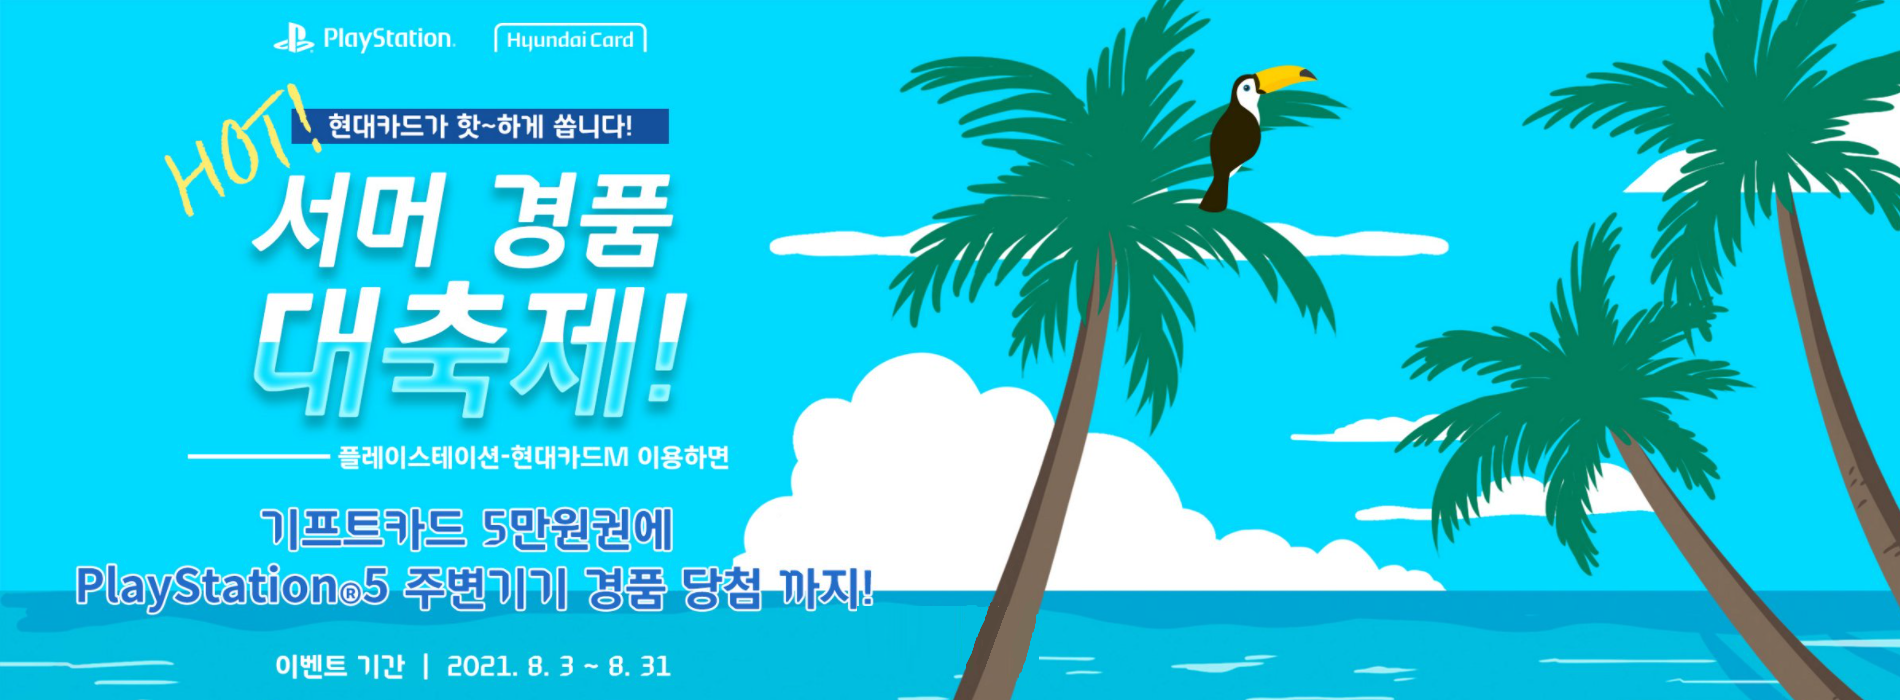 PlayStation. Hyundai Card
HOT!
현대카드가 핫~하게 쏩니다!
서머 경품
대축제!
플레이스테이션-현대카드M 이용하면
기프트카드 5만원권에
PlayStation®5 주변기기 경품 당첨 까지!
이벤트 기간 | 2021. 8. 3 ~ 8. 31